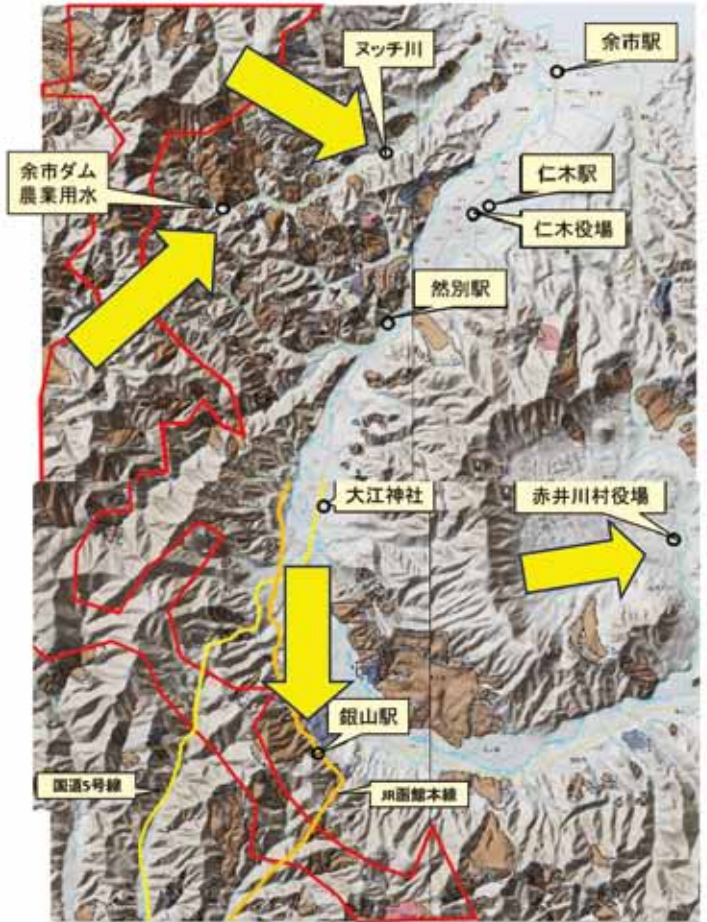 ヌッチ川
余市駅
余市ダム
農業用水
仁木駅
仁木役場
然別駅
大江神社
赤井川村役場
銀山駅
国道5号線
JR函館本線